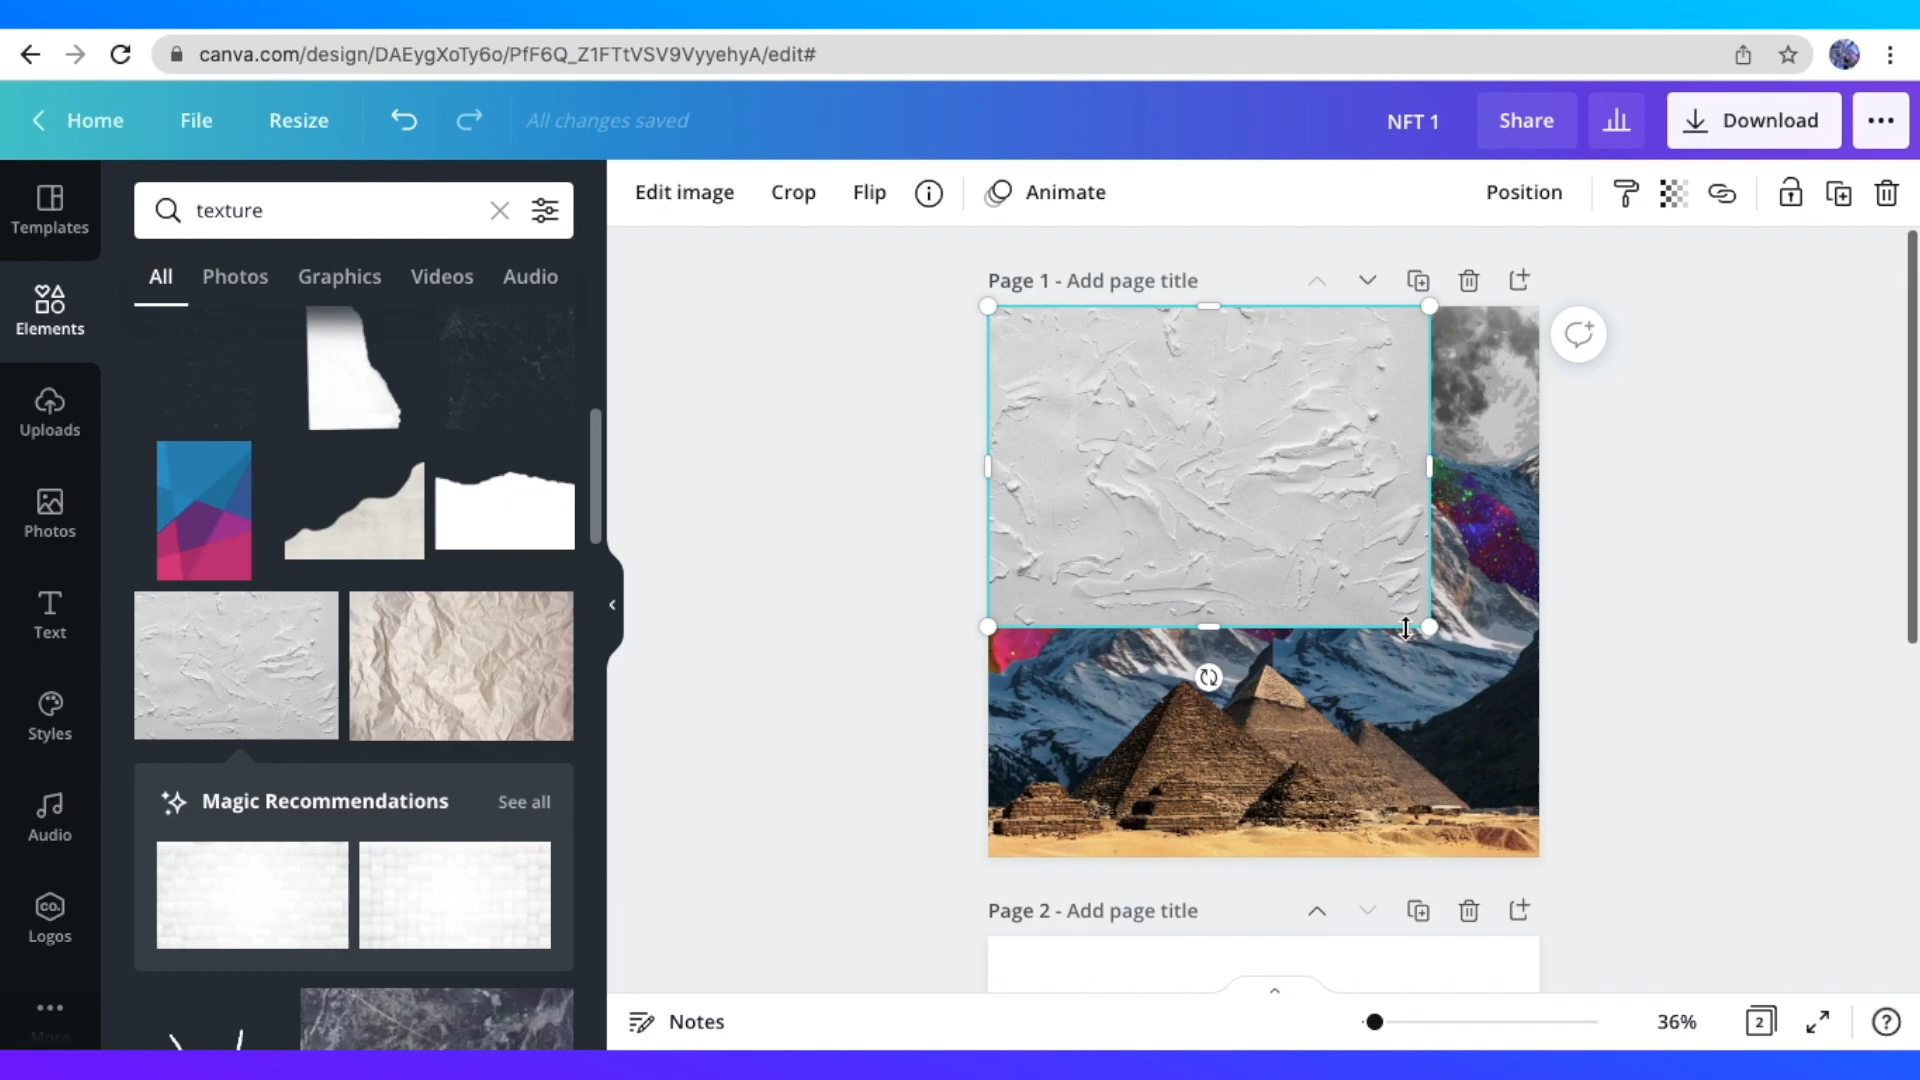 canva.com/design/DAEygXoTy6o/PfF6Q_Z1FTtVSV9VyyehyA/edit#
Home File Resize All changes saved NFT 1 Share Download
Templates
Elements
Uploads
Photos
Text
Styles
Audio
CO.
Logos
More
texture
All Photos Graphics Videos Audio
Magic Recommendations See all
Edit image Crop Flip Animate Position
Page 1 - Add page title
Page 2 - Add page title
Notes 36% 2